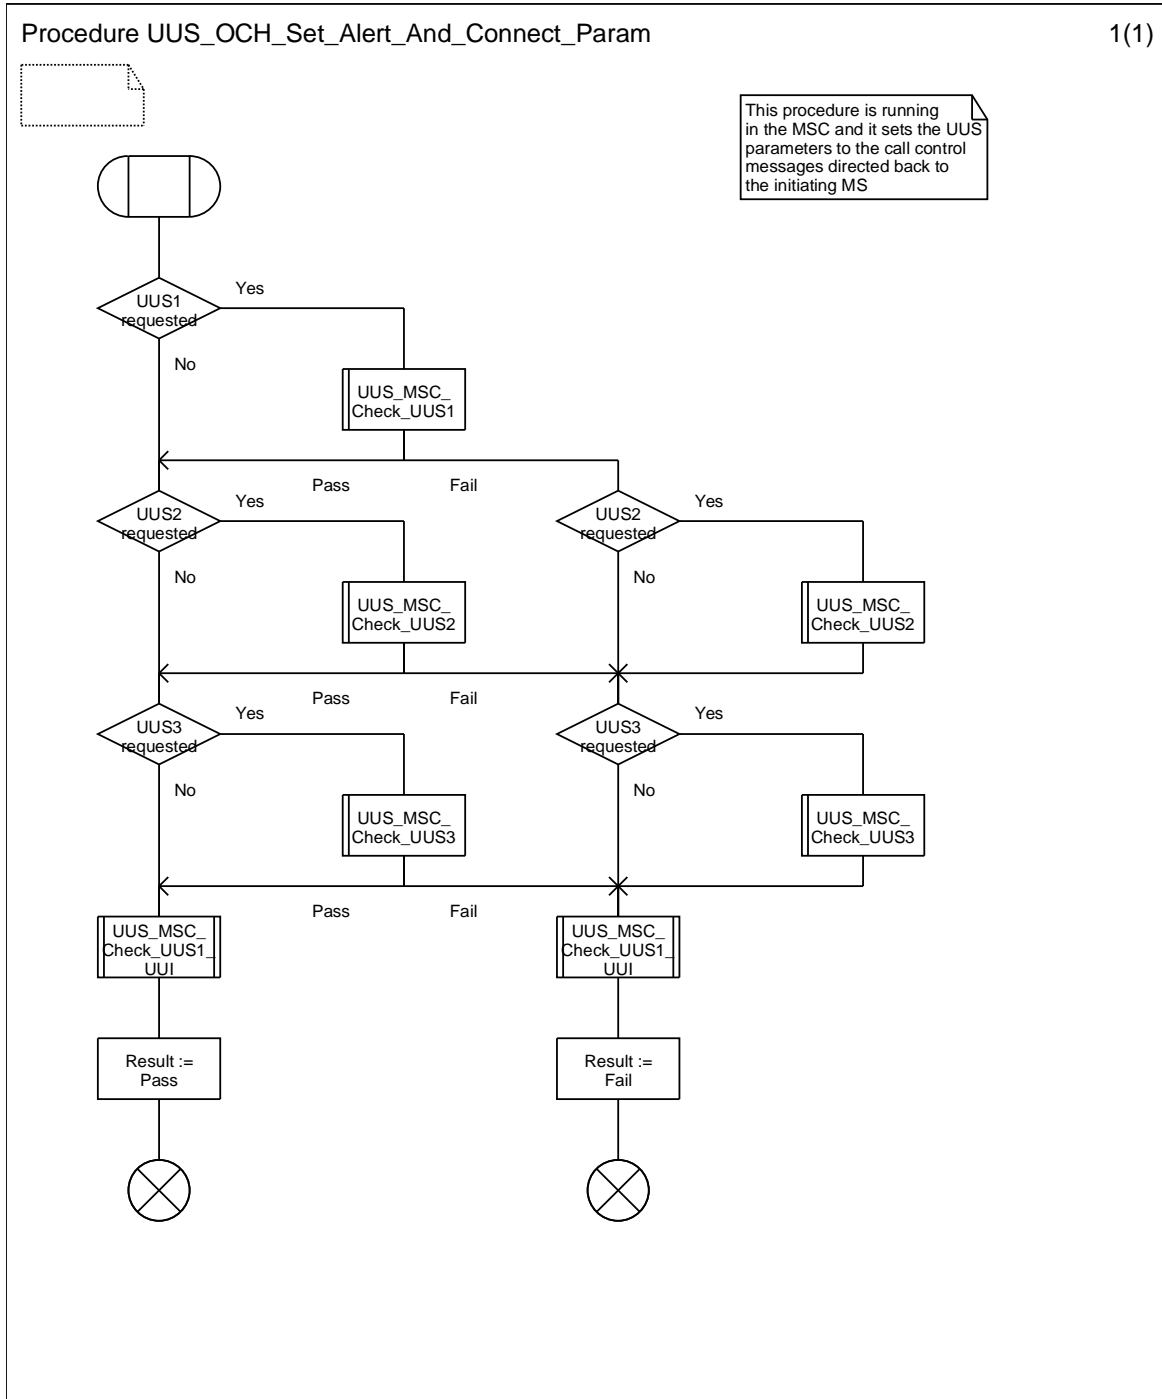 Procedure UUS_OCH_Set_Alert_And_Connect_Param
1(1)
This procedure is running
in the MSC and it sets the UUS
parameters to the call control
messages directed back to
the initiating MS
UUS1
requested
Yes
No
UUS_MSC_
Check_UUS1
Pass
Fail
UUS2
requested
Yes
No
UUS_MSC_
Check_UUS2
UUS2
requested
Yes
No
UUS_MSC_
Check_UUS2
Pass
Fail
UUS3
requested
Yes
No
UUS_MSC_
Check_UUS3
UUS3
requested
Yes
No
UUS_MSC_
Check_UUS3
Pass
Fail
UUS_MSC_
Check_UUS1_
UUI
UUS_MSC_
Check_UUS1_
UUI
Result :=
Pass
Result :=
Fail